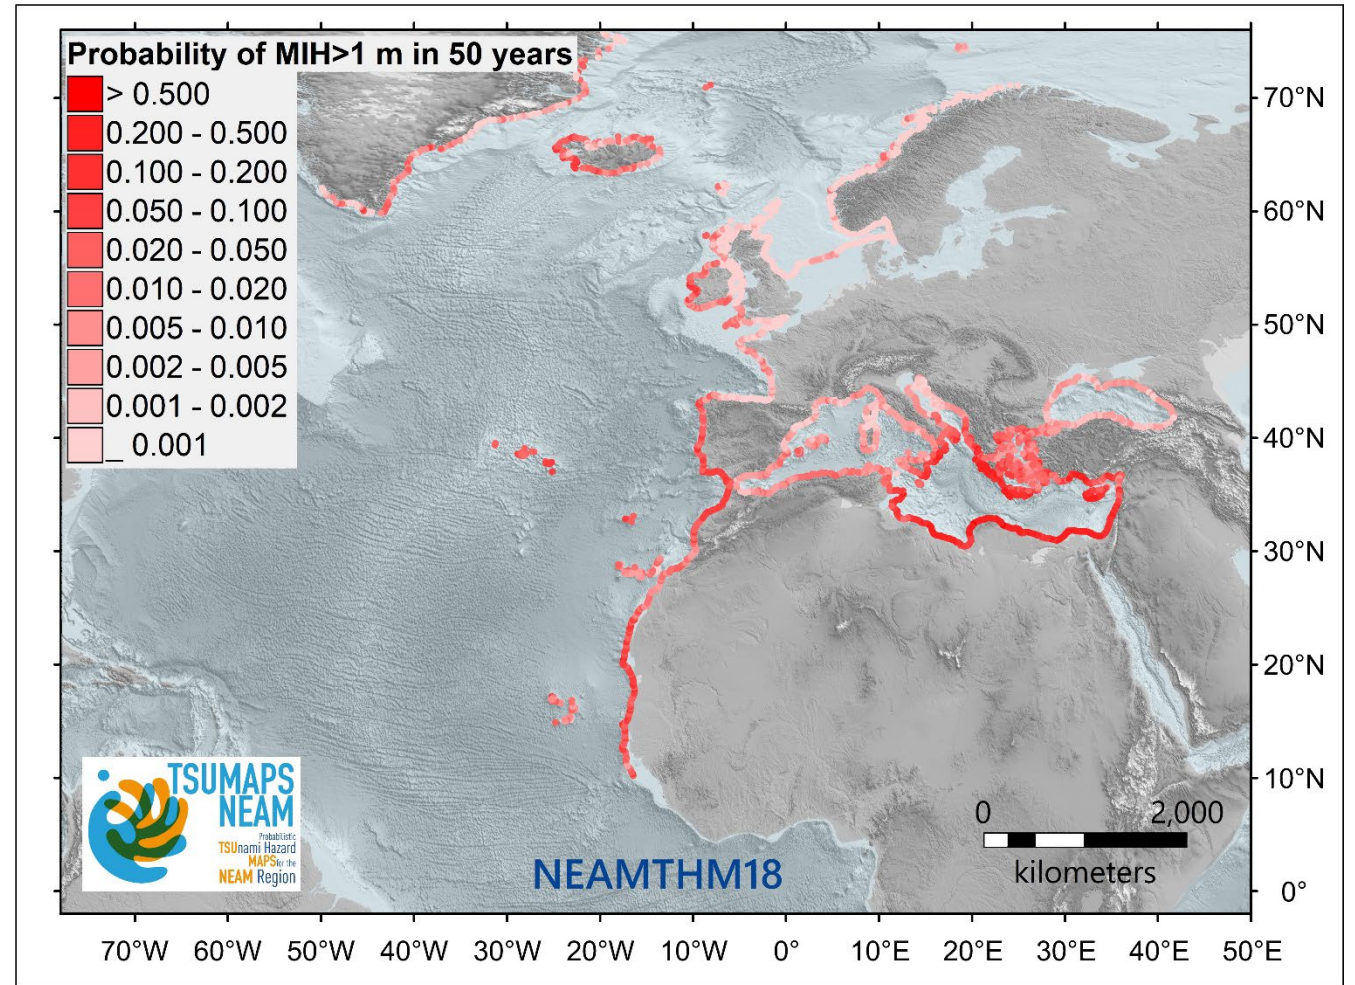 Probability of MIH>1 m in 50 years
> 0.500
0.200 - 0.500
0.100 - 0.200
0.050 - 0.100
0.020 - 0.050
0.010 - 0.020
0.005 - 0.010
0.002 - 0.005
0.001 - 0.002
_ 0.001
70°N
60°N
50°N
40°N
30°N
20°N
10°N
0°
TSUMAPS
NEAM
Probabilistic
TSUnami Hazard
MAPS for the
NEAM Region
NEAMTHM18
0 2,000
kilometers
70°W 60°W 50°W 40°W 30°W 20°W 10°W 0° 10°E 20°E 30°E 40°E 50°E